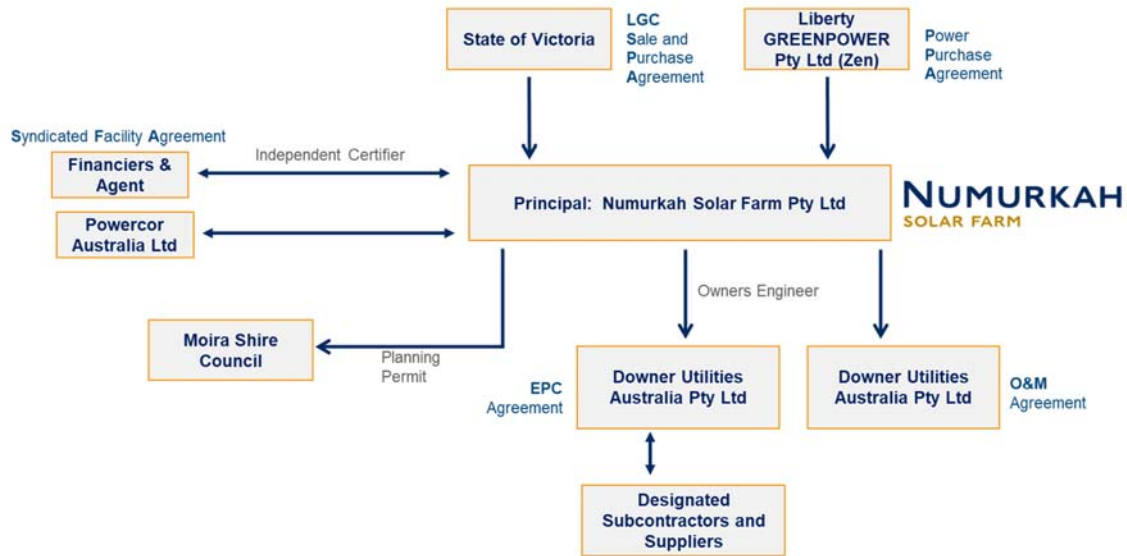 State of Victoria
LGC
Sale and
Purchase
Agreement
Liberty
GREENPOWER
Pty Ltd (Zen)
Power
Purchase
Agreement
Syndicated Facility Agreement
Financiers &
Agent
Independent Certifier
Powercor
Australia Ltd
Principal: Numurkah Solar Farm Pty Ltd
NUMURKAH
SOLAR FARM
Owners Engineer
Moira Shire
Council
Planning
Permit
EPC
Agreement
Downer Utilities
Australia Pty Ltd
Downer Utilities
Australia Pty Ltd
O&M
Agreement
Designated
Subcontractors and
Suppliers